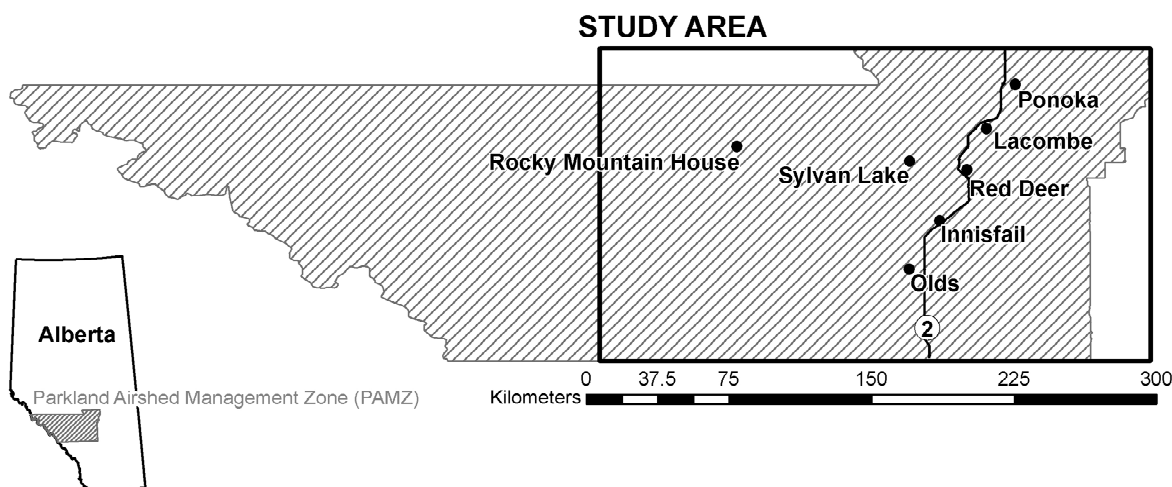 STUDY AREA
Ponoka
Lacombe
Rocky Mountain House
Sylvan Lake
Red Deer
Innisfail
Olds
2
Alberta
Parkland Airshed Management Zone (PAMZ)
0 37.5 75 150 225 300
Kilometers